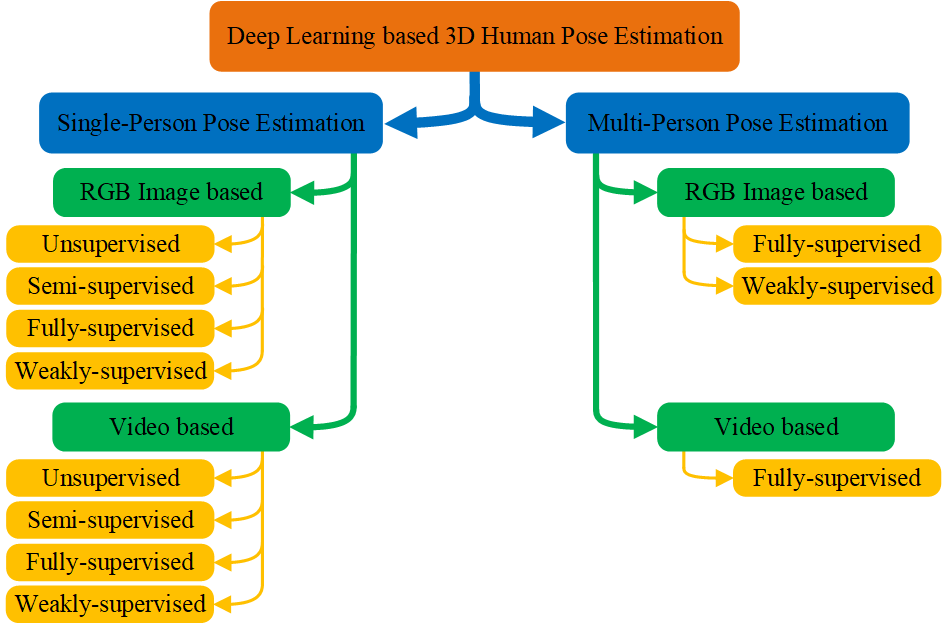 Deep Learning based 3D Human Pose Estimation
Single-Person Pose Estimation
RGB Image based
Unsupervised
Semi-supervised
Fully-supervised
Weakly-supervised
Video based
Unsupervised
Semi-supervised
Fully-supervised
Weakly-supervised
Multi-Person Pose Estimation
RGB Image based
Fully-supervised
Weakly-supervised
Video based
Fully-supervised